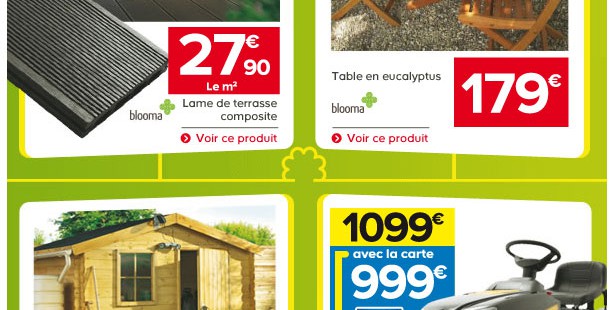 27€90
Le m²
Lame de terrasse
composite
blooma
Voir ce produit
Table en eucalyptus
blooma
179€
Voir ce produit
1099€
avec la carte
999€